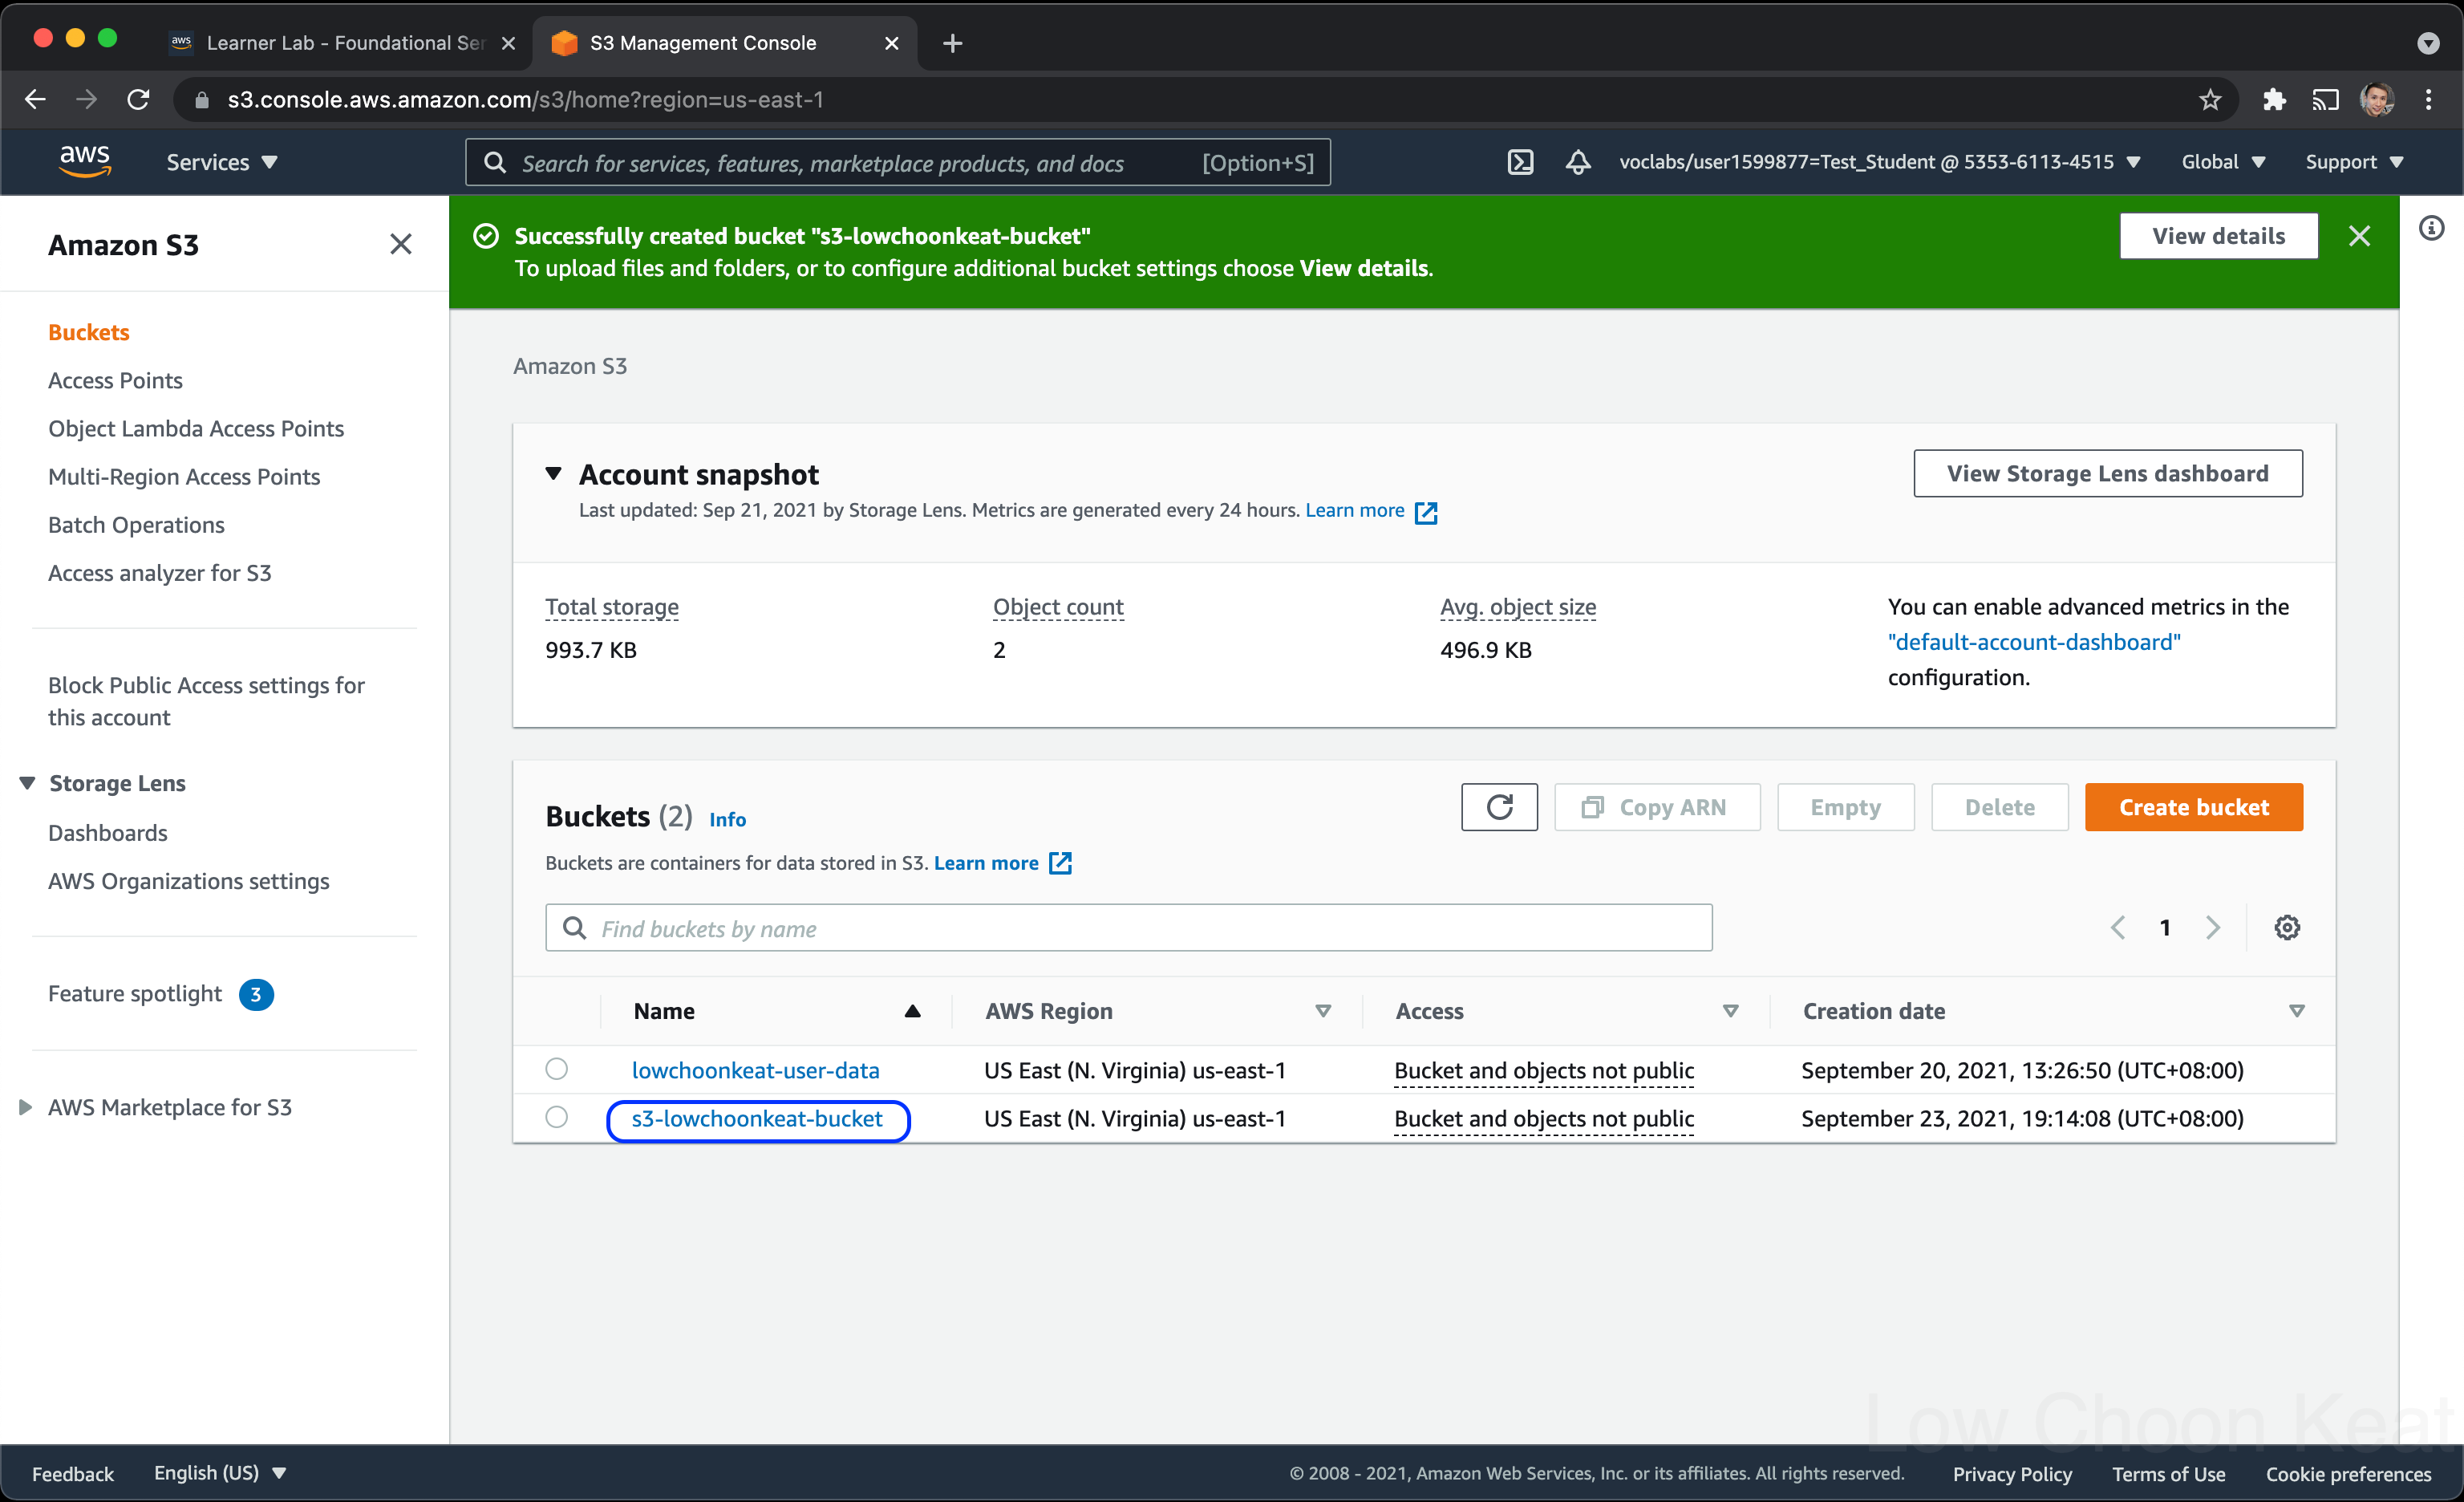 aws Learner Lab - Foundational Ser
S3 Management Console
s3.console.aws.amazon.com/s3/home?region=us-east-1
aws
Services
Search for services, features, marketplace products, and docs [Option+S]
voclabs/user1599877=Test_Student @ 5353-6113-4515
Global
Support
Amazon S3
Buckets
Access Points
Object Lambda Access Points
Multi-Region Access Points
Batch Operations
Access analyzer for S3
Block Public Access settings for
this account
Storage Lens
Dashboards
AWS Organizations settings
Feature spotlight 3
AWS Marketplace for S3
Successfully created bucket "s3-lowchoonkeat-bucket"
To upload files and folders, or to configure additional bucket settings choose View details.
View details
Amazon S3
Account snapshot
Last updated: Sep 21, 2021 by Storage Lens. Metrics are generated every 24 hours. Learn more
View Storage Lens dashboard
Total storage
993.7 KB
Object count
2
Avg. object size
496.9 KB
You can enable advanced metrics in the
"default-account-dashboard"
configuration.
Buckets (2) Info
Copy ARN
Empty
Delete
Create bucket
Buckets are containers for data stored in S3. Learn more
Find buckets by name
1
Name AWS Region Access Creation date
lowchoonkeat-user-data US East (N. Virginia) us-east-1 Bucket and objects not public September 20, 2021, 13:26:50 (UTC+08:00)
s3-lowchoonkeat-bucket US East (N. Virginia) us-east-1 Bucket and objects not public September 23, 2021, 19:14:08 (UTC+08:00)
Low Choon Keat
Feedback
English (US)
© 2008 - 2021, Amazon Web Services, Inc. or its affiliates. All rights reserved.
Privacy Policy
Terms of Use
Cookie preferences